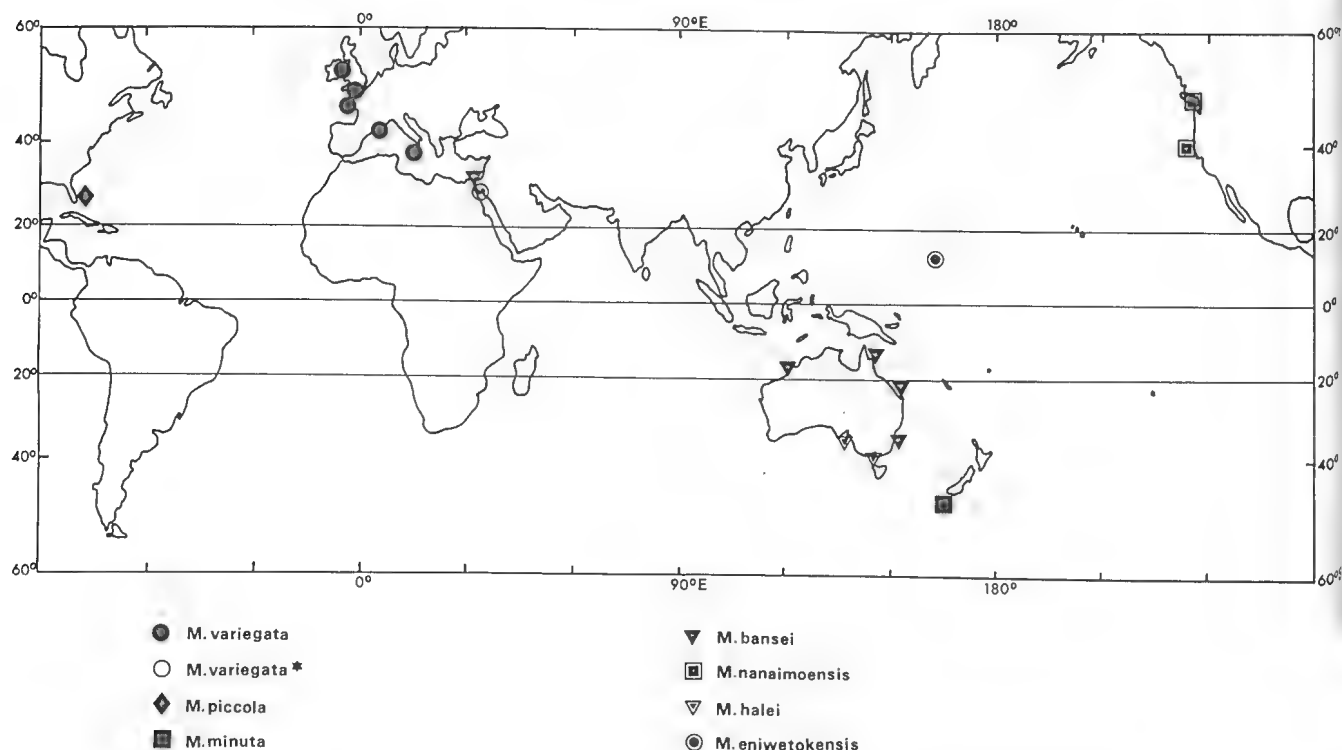 0° 90°E 180°
60° 60°
40° 40°
20° 20°
0° 0°
20° 20°
40° 40°
60° 60°
0° 90°E 180°
M. variegata
M. variegata *
M. piccola
M. minuta
M. bansei
M. nanaimoensis
M. halei
M. eniwetokensis